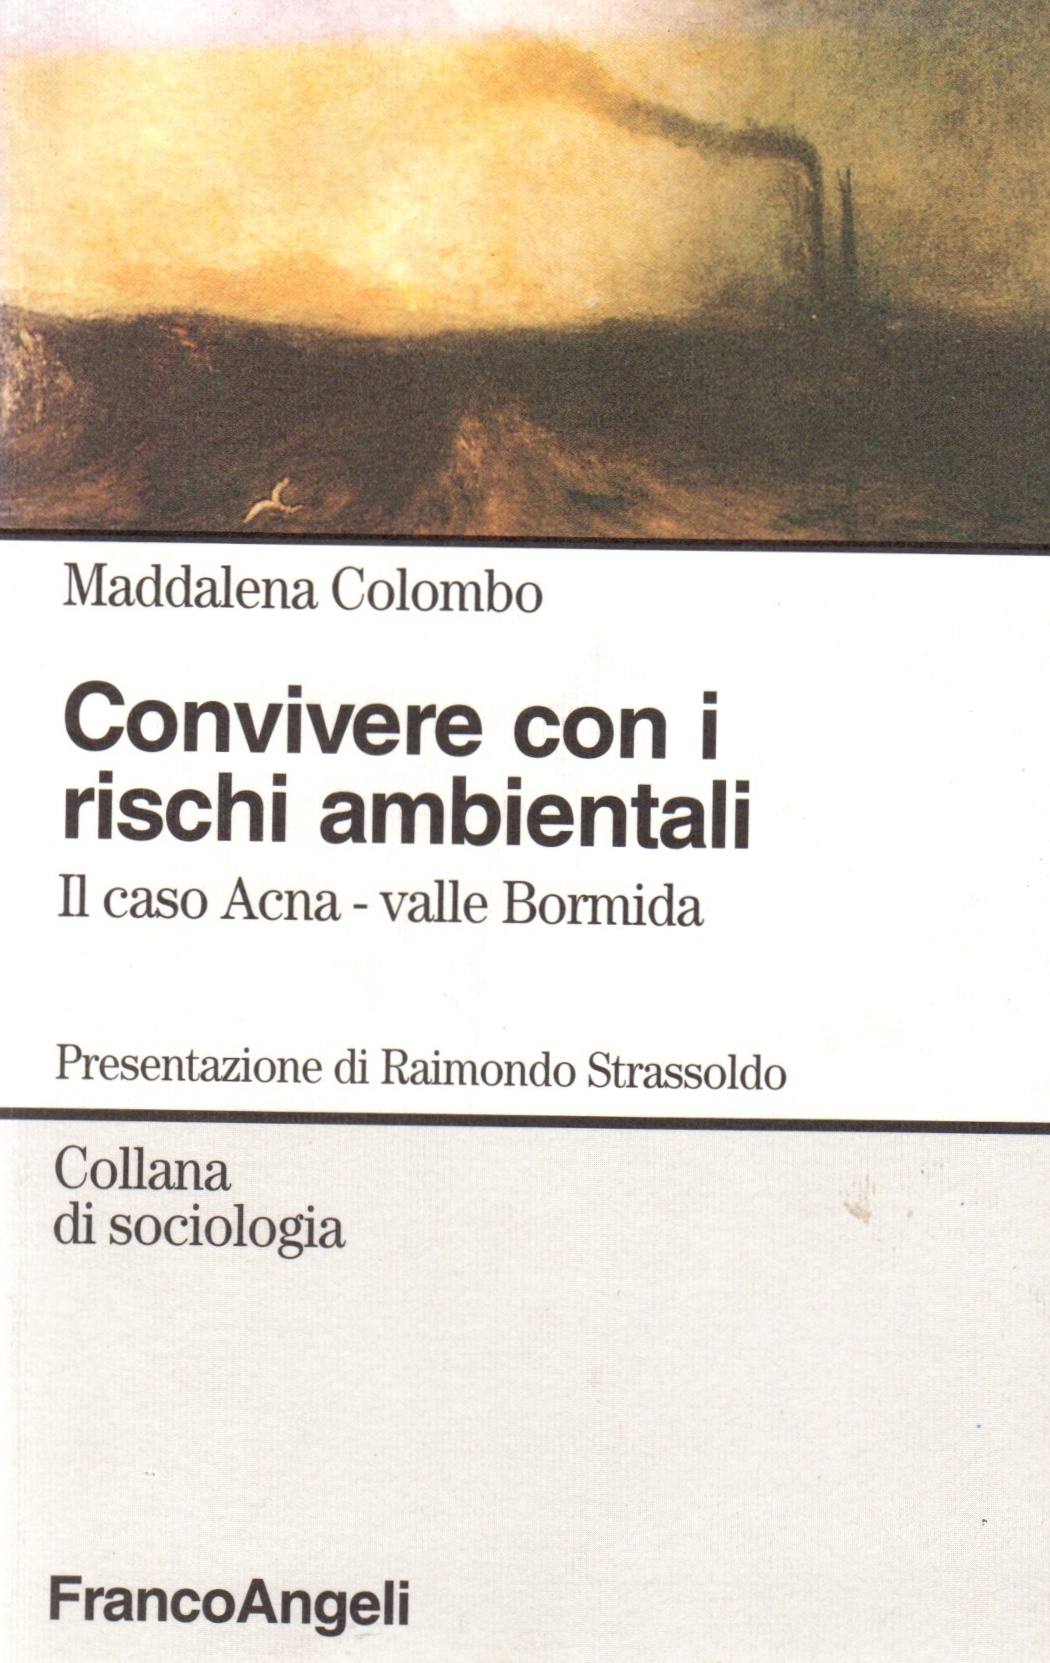 Maddalena Colombo
Convivere con i
rischi ambientali
Il caso Acna - valle Bormida
Presentazione di Raimondo Strassoldo
Collana
di sociologia
FrancoAngeli